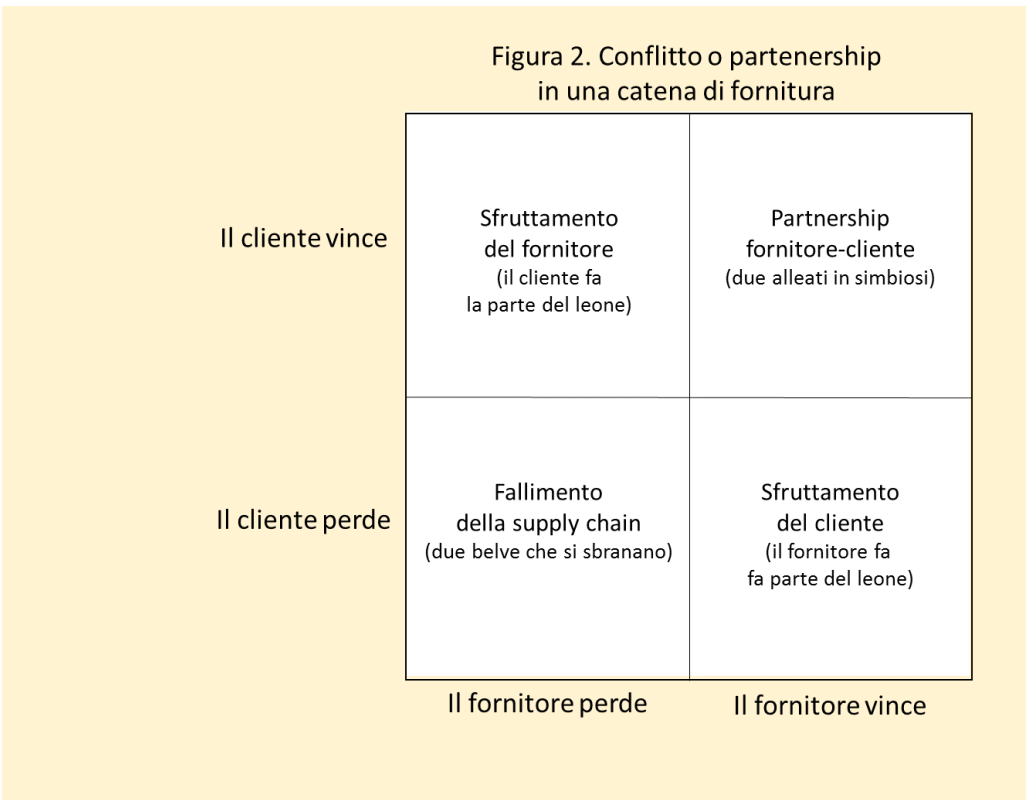 Figura 2. Conflitto o partenership
in una catena di fornitura
Il cliente vince
Sfruttamento
del fornitore
(il cliente fa
la parte del leone)
Partnership
fornitore-cliente
(due alleati in simbiosi)
Il cliente perde
Fallimento
della supply chain
(due belve che si sbranano)
Sfruttamento
del cliente
(il fornitore fa
fa parte del leone)
Il fornitore perde
Il fornitore vince